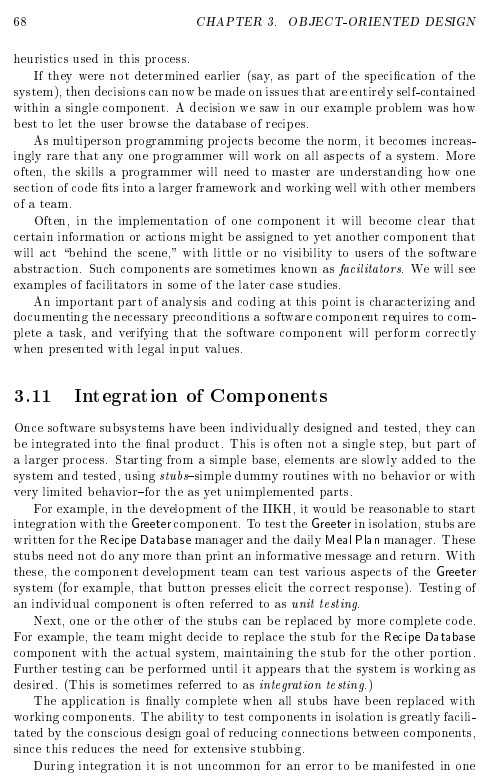 68 CHAPTER 3. OBJECT-ORIENTED DESIGN
heuristics used in this process.
If they were not determined earlier (say, as part of the specification of the
system), then decisions can now be made on issues that are entirely self-contained
within a single component. A decision we saw in our example problem was how
best to let the user browse the database of recipes.
As multiperson programming projects become the norm, it becomes increas-
ingly rare that any one programmer will work on all aspects of a system. More
often, the skills a programmer will need to master are understanding how one
section of code fits into a larger framework and working well with other members
of a team.
Often, in the implementation of one component it will become clear that
certain information or actions might be assigned to yet another component that
will act “behind the scene,” with little or no visibility to users of the software
abstraction. Such components are sometimes known as facilitators. We will see
examples of facilitators in some of the later case studies.
An important part of analysis and coding at this point is characterizing and
documenting the necessary preconditions a software component requires to com-
plete a task, and verifying that the software component will perform correctly
when presented with legal input values.
3.11 Integration of Components
Once software subsystems have been individually designed and tested, they can
be integrated into the final product. This is often not a single step, but part of
a larger process. Starting from a simple base, elements are slowly added to the
system and tested, using stubs–simple dummy routines with no behavior or with
very limited behavior–for the as yet unimplemented parts.
For example, in the development of the IIKH, it would be reasonable to start
integration with the Greeter component. To test the Greeter in isolation, stubs are
written for the Recipe Database manager and the daily Meal Plan manager. These
stubs need not do any more than print an informative message and return. With
these, the component development team can test various aspects of the Greeter
system (for example, that button presses elicit the correct response). Testing of
an individual component is often referred to as unit testing.
Next, one or the other of the stubs can be replaced by more complete code.
For example, the team might decide to replace the stub for the Recipe Database
component with the actual system, maintaining the stub for the other portion.
Further testing can be performed until it appears that the system is working as
desired. (This is sometimes referred to as integration testing.)
The application is finally complete when all stubs have been replaced with
working components. The ability to test components in isolation is greatly facili-
tated by the conscious design goal of reducing connections between components,
since this reduces the need for extensive stubbing.
During integration it is not uncommon for an error to be manifested in one